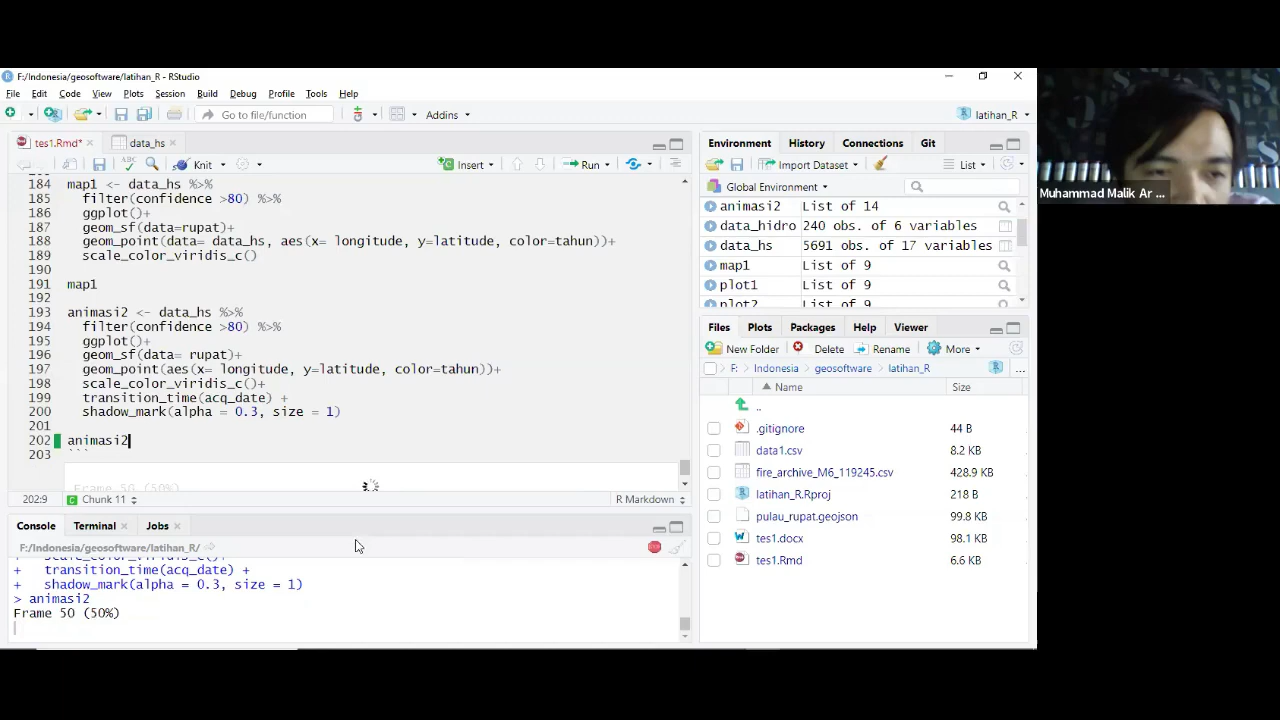 F:/Indonesia/geosoftware/latihan_R - RStudio
File Edit Code View Plots Session Build Debug Profile Tools Help
Go to file/function Addins latihan_R
tes1.Rmd* data_hs
Knit Insert Run
184 map1 <- data_hs %>%
185 filter(confidence >80) %>%
186 ggplot()+
187 geom_sf(data=rupat)+
188 geom_point(data= data_hs, aes(x= longitude, y=latitude, color=tahun))+
189 scale_color_viridis_c()
190
191 map1
192
193 animasi2 <- data_hs %>%
194 filter(confidence >80) %>%
195 ggplot()+
196 geom_sf(data= rupat)+
197 geom_point(aes(x= longitude, y=latitude, color=tahun))+
198 scale_color_viridis_c()+
199 transition_time(acq_date) +
200 shadow_mark(alpha = 0.3, size = 1)
201
202 animasi2
203 ```
Frame 50 (50%)
202:9 Chunk 11 R Markdown
Console Terminal Jobs
F:/Indonesia/geosoftware/latihan_R/
+ scale_color_viridis_c()+
+ transition_time(acq_date) +
+ shadow_mark(alpha = 0.3, size = 1)
> animasi2
Frame 50 (50%)
Environment History Connections Git
Import Dataset List
Global Environment
animasi2 List of 14
data_hidro 240 obs. of 6 variables
data_hs 5691 obs. of 17 variables
map1 List of 9
plot1 List of 9
plot2 List of 9
Files Plots Packages Help Viewer
New Folder Delete Rename More
F: Indonesia geosoftware latihan_R ...
Name Size
..
.gitignore 44 B
data1.csv 8.2 KB
fire_archive_M6_119245.csv 428.9 KB
latihan_R.Rproj 218 B
pulau_rupat.geojson 99.8 KB
tes1.docx 98.1 KB
tes1.Rmd 6.6 KB
Muhammad Malik Ar ...